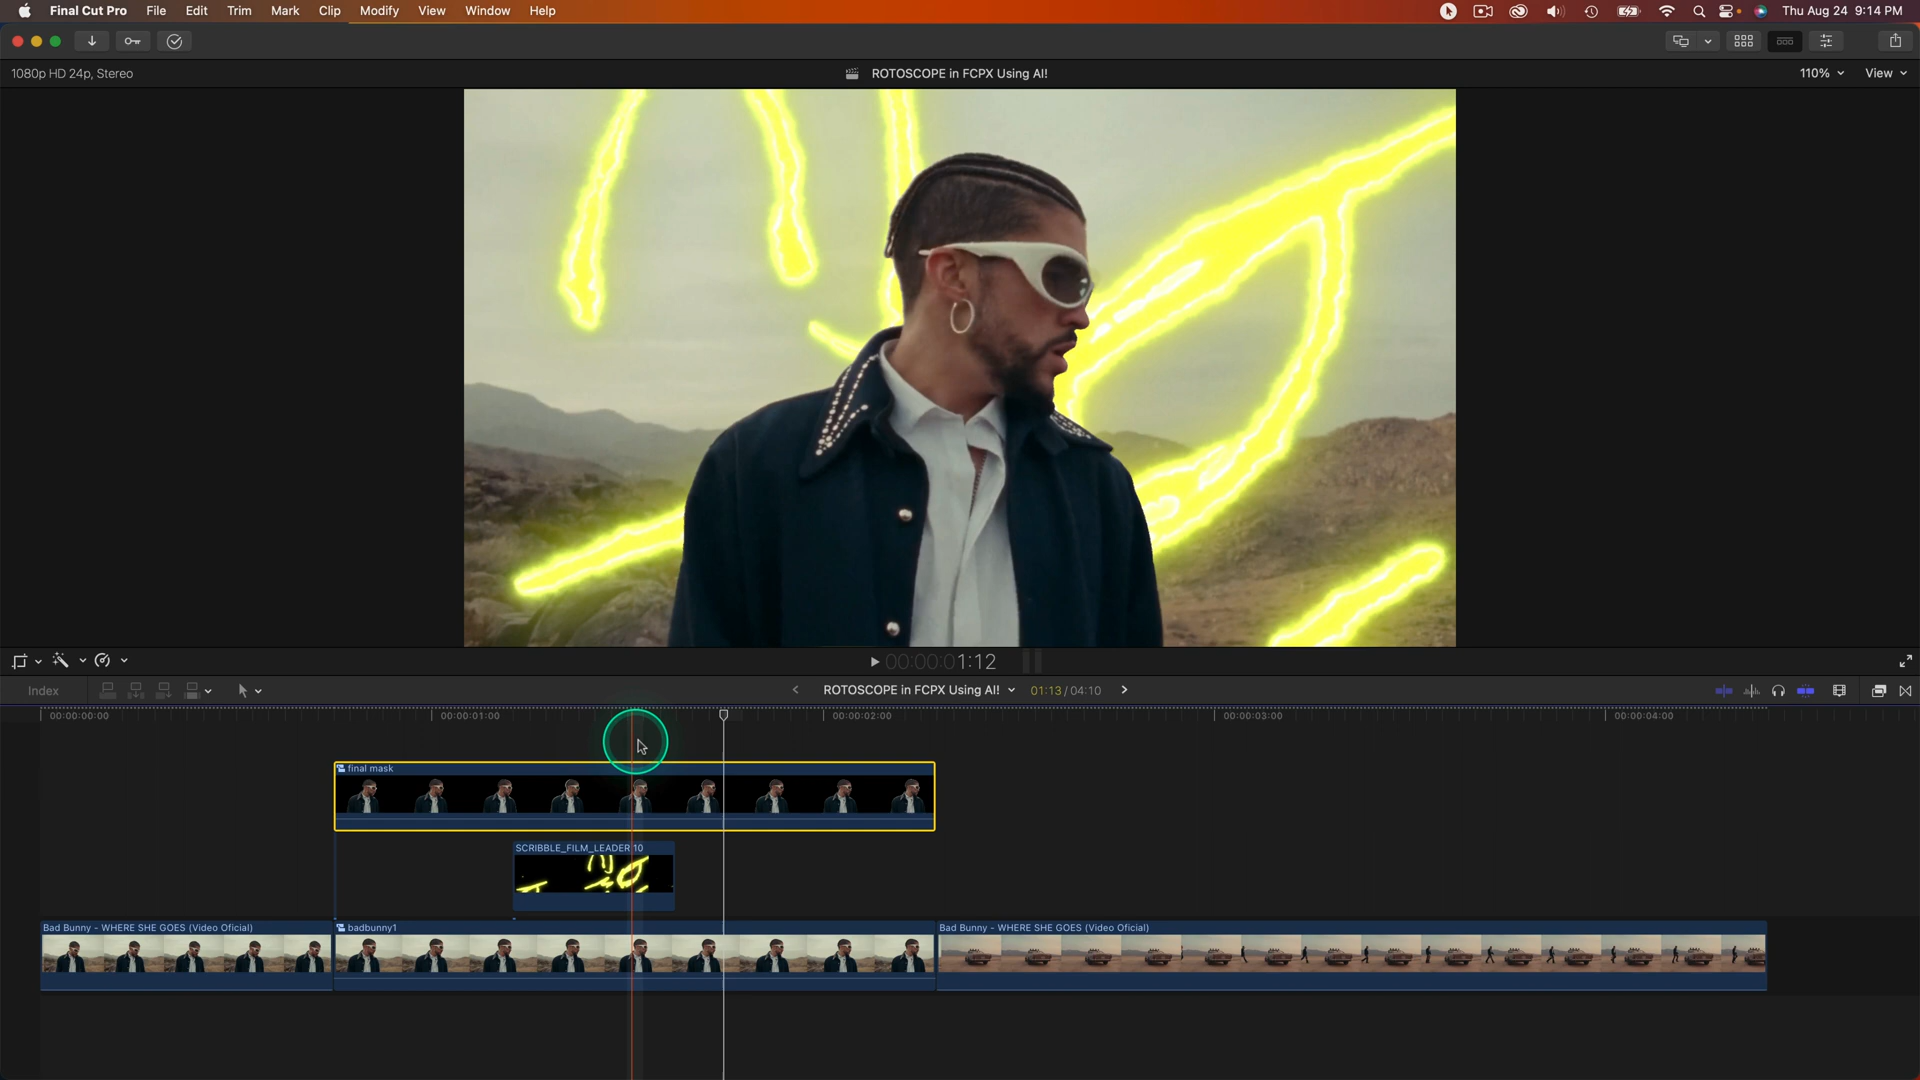 Final Cut Pro File Edit Trim Mark Clip Modify View Window Help Thu Aug 24 9:14 PM
1080p HD 24p, Stereo ROTOSCOPE in FCPX Using AI! 110% View
00:00:01:12
Index ROTOSCOPE in FCPX Using AI! 01:13 / 04:10
00:00:00:00 00:00:01:00 00:00:02:00 00:00:03:00 00:00:04:00
final mask
SCRIBBLE_FILM_LEADER 10
Bad Bunny - WHERE SHE GOES (Video Oficial) badbunny1 Bad Bunny - WHERE SHE GOES (Video Oficial)